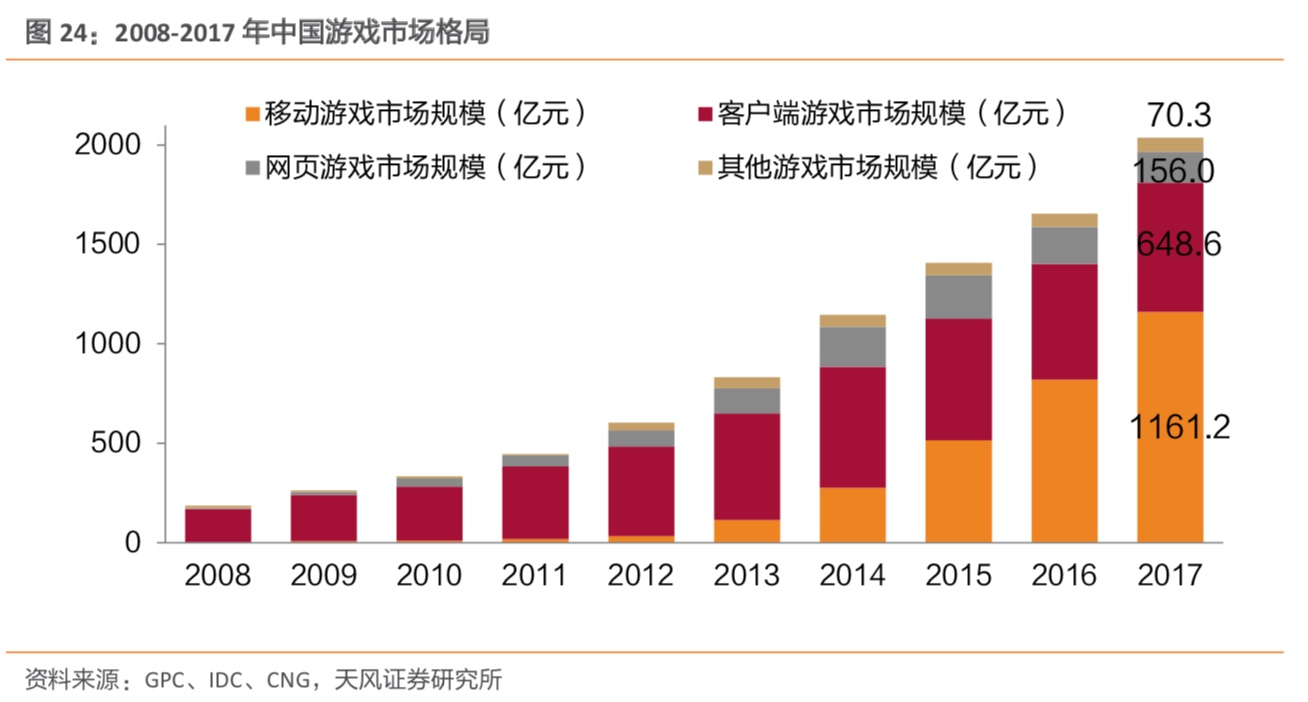 图 24：2008-2017 年中国游戏市场格局
移动游戏市场规模（亿元） 客户端游戏市场规模（亿元）
网页游戏市场规模（亿元） 其他游戏市场规模（亿元）
70.3
2000
156.0
1500
648.6
1000
1161.2
500
0
2008 2009 2010 2011 2012 2013 2014 2015 2016 2017
资料来源：GPC、IDC、CNG，天风证券研究所